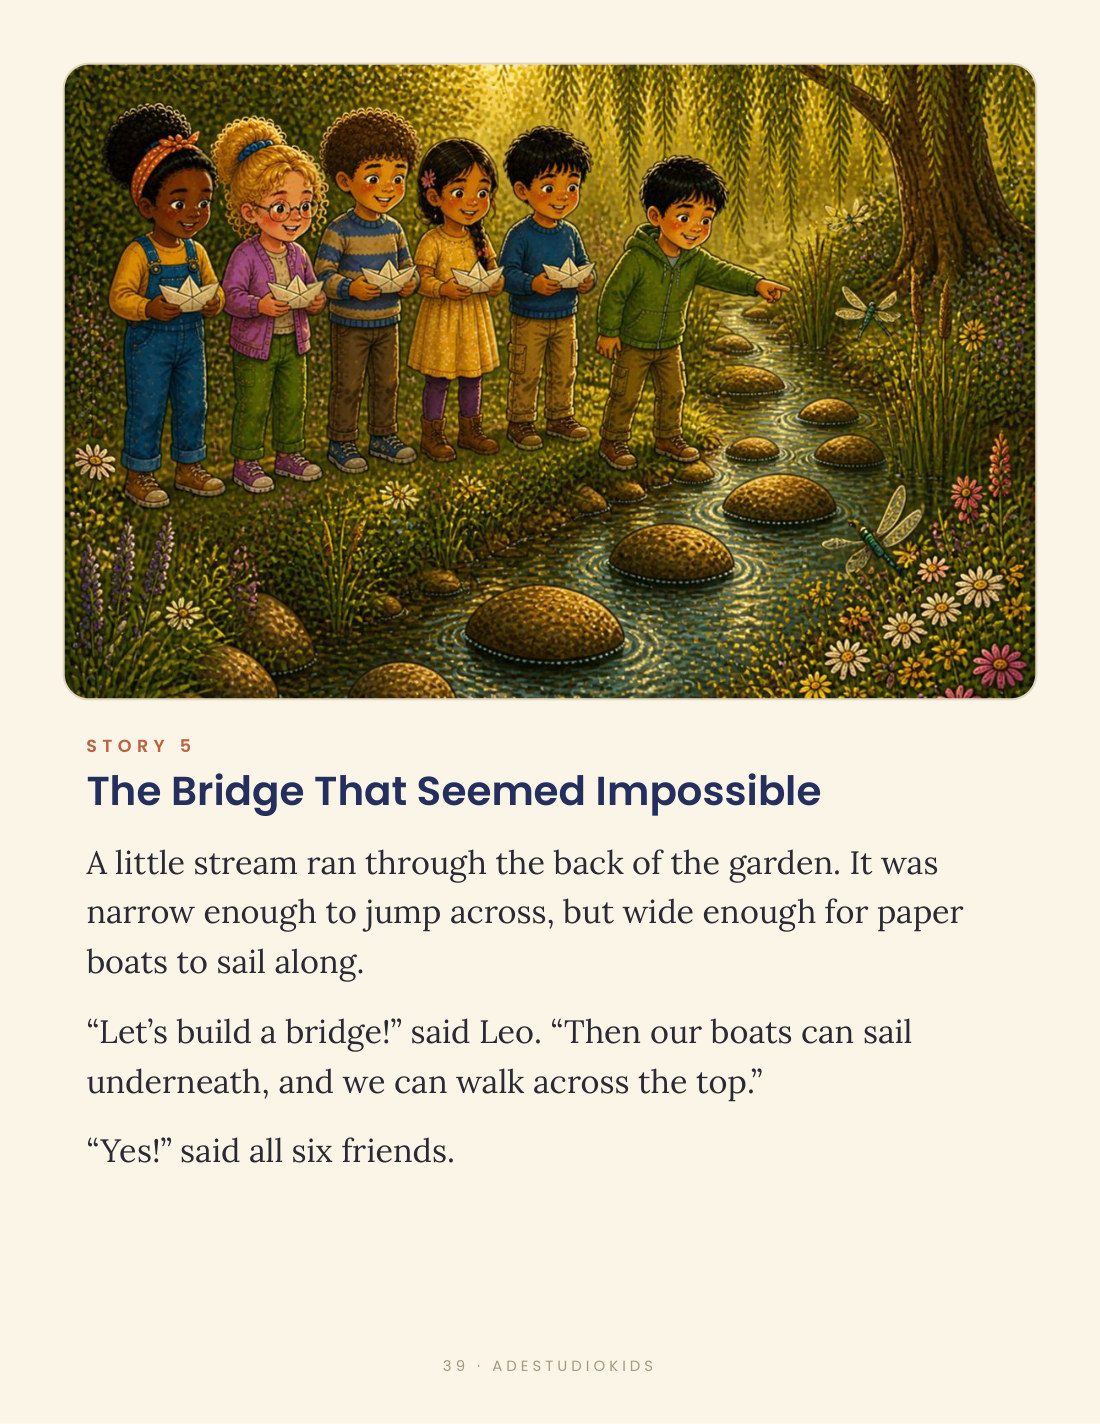 STORY 5
The Bridge That Seemed Impossible
A little stream ran through the back of the garden. It was
narrow enough to jump across, but wide enough for paper
boats to sail along.
“Let’s build a bridge!” said Leo. “Then our boats can sail
underneath, and we can walk across the top.”
“Yes!” said all six friends.
39 · ADESTUDIOKIDS